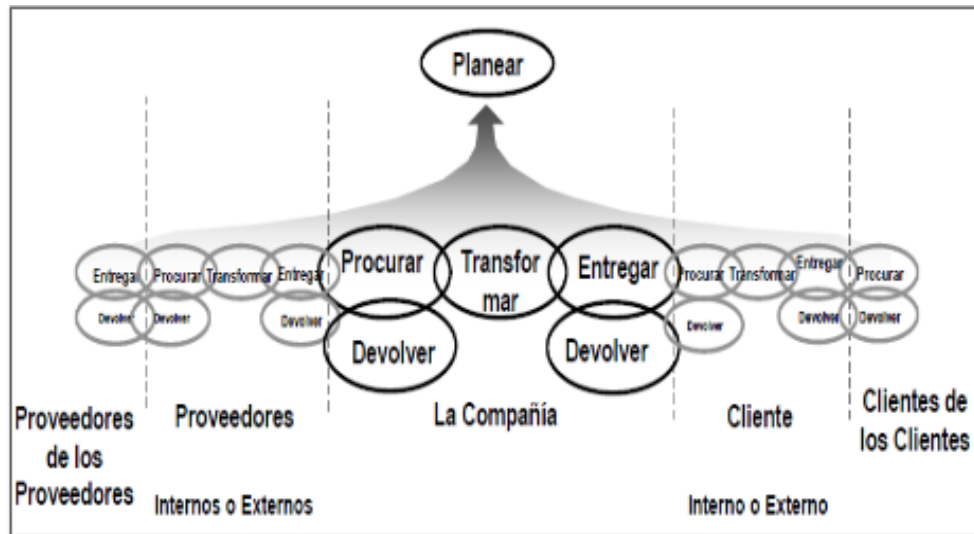 Planear
Entregar Procurar Transformar Entregar Procurar Transfor Entregar Procurar Transformar Entregar Procurar
mar
Devolver Devolver Devolver Devolver Devolver Devolver Devolver Devolver
Proveedores Proveedores La Compañía Cliente Clientes de
de los los Clientes
Proveedores Internos o Externos Interno o Externo